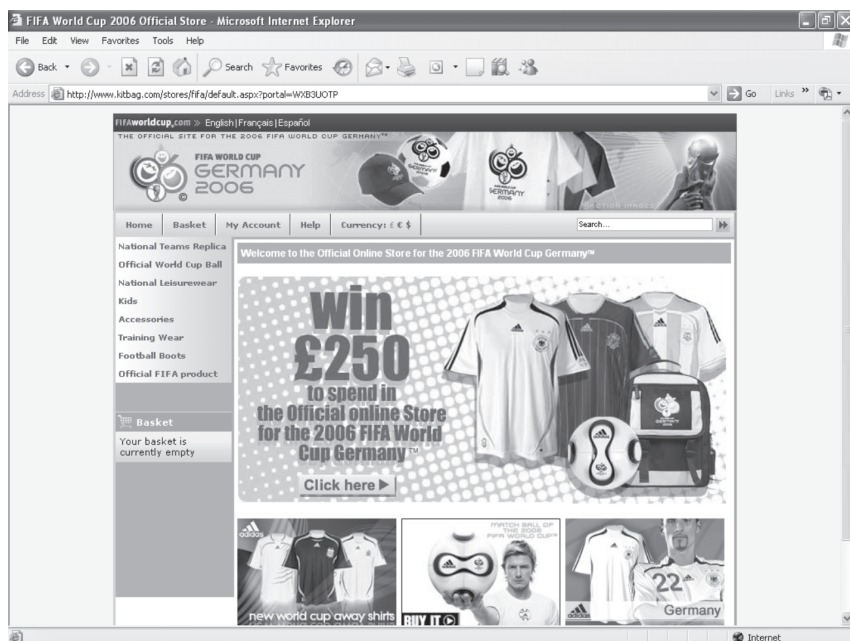 FIFA World Cup 2006 Official Store - Microsoft Internet Explorer
File Edit View Favorites Tools Help
Back Search Favorites
Address http://www.kitbag.com/stores/fifa/default.aspx?portal=WXB3UOTP Go Links »
FIFAworldcup.com » English|Français|Español
THE OFFICIAL SITE FOR THE 2006 FIFA WORLD CUP GERMANY™
FIFA WORLD CUP
GERMANY
2006
©
GERMANY
2006
Home Basket My Account Help Currency: £ € $ Search...
National Teams Replica
Official World Cup Ball
National Leisurewear
Kids
Accessories
Training Wear
Football Boots
Official FIFA product
Basket
Your basket is
currently empty
Welcome to the Official Online Store for the 2006 FIFA World Cup Germany™
win
£250
to spend in
the Official online Store
for the 2006 FIFA World
Cup Germany™
Click here
adidas
new world cup away shirts
MATCH BALL OF
THE 2006
FIFA WORLD CUP™
adidas
BUY IT
22
adidas
Germany
Internet